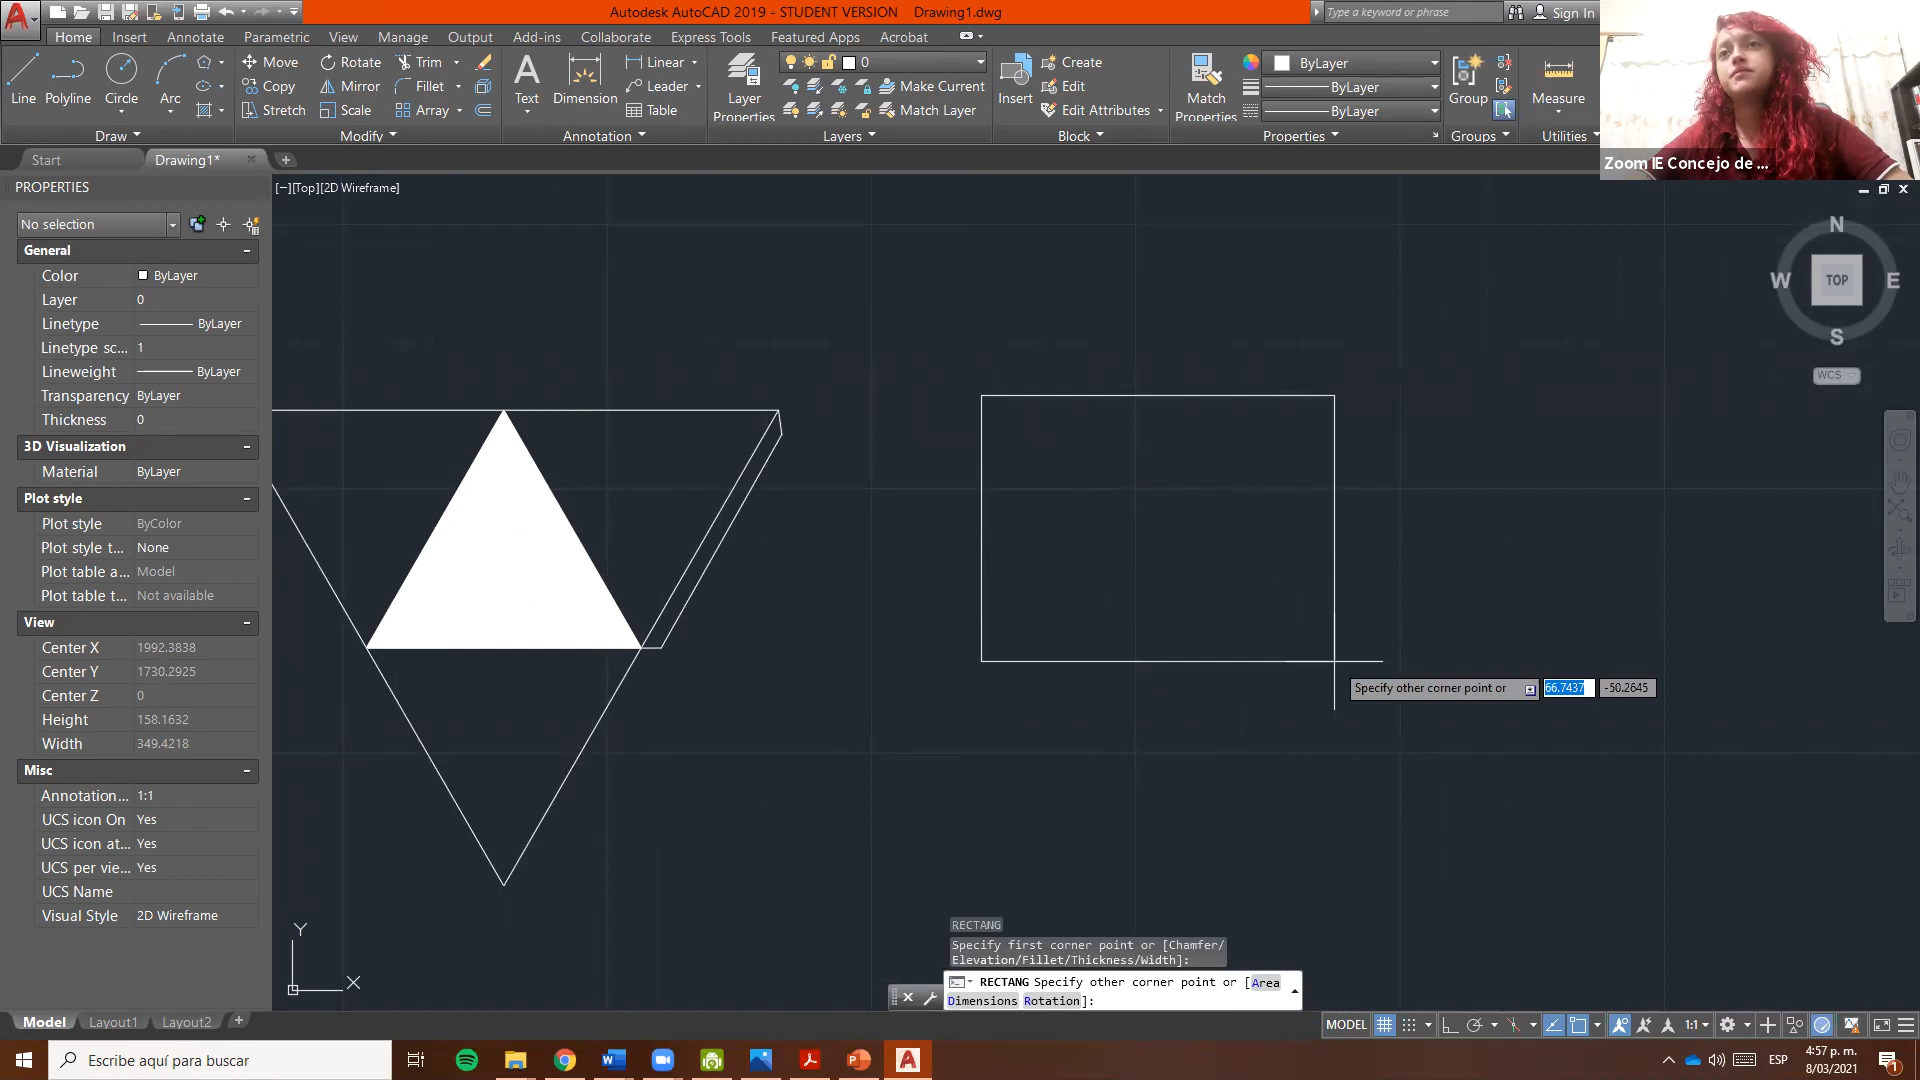 Autodesk AutoCAD 2019 - STUDENT VERSION Drawing1.dwg
Type a keyword or phrase
Sign In
Home Insert Annotate Parametric View Manage Output Add-ins Collaborate Express Tools Featured Apps Acrobat
Line Polyline Circle Arc
Move Rotate Trim
Copy Mirror Fillet
Stretch Scale Array
Text Dimension
Linear
Leader
Table
Layer Properties
0
Make Current
Match Layer
Insert
Create
Edit
Edit Attributes
Match Properties
ByLayer
ByLayer
ByLayer
Group
Measure
Draw Modify Annotation Layers Block Properties Groups Utilities
Zoom IE Concejo de ...
Start Drawing1*
PROPERTIES
[−][Top][2D Wireframe]
No selection
General
Color ByLayer
Layer 0
Linetype ByLayer
Linetype sc... 1
Lineweight ByLayer
Transparency ByLayer
Thickness 0
3D Visualization
Material ByLayer
Plot style
Plot style ByColor
Plot style t... None
Plot table a... Model
Plot table t... Not available
View
Center X 1992.3838
Center Y 1730.2925
Center Z 0
Height 158.1632
Width 349.4218
Misc
Annotation... 1:1
UCS icon On Yes
UCS icon at... Yes
UCS per vie... Yes
UCS Name
Visual Style 2D Wireframe
N
W TOP E
S
WCS
Specify other corner point or 66.7437 -50.2645
Y
X
RECTANG
Specify first corner point or [Chamfer/
Elevation/Fillet/Thickness/Width]:
RECTANG Specify other corner point or [Area
Dimensions Rotation]:
Model Layout1 Layout2
MODEL 1:1
Escribe aquí para buscar
ESP
4:57 p. m.
8/03/2021
1